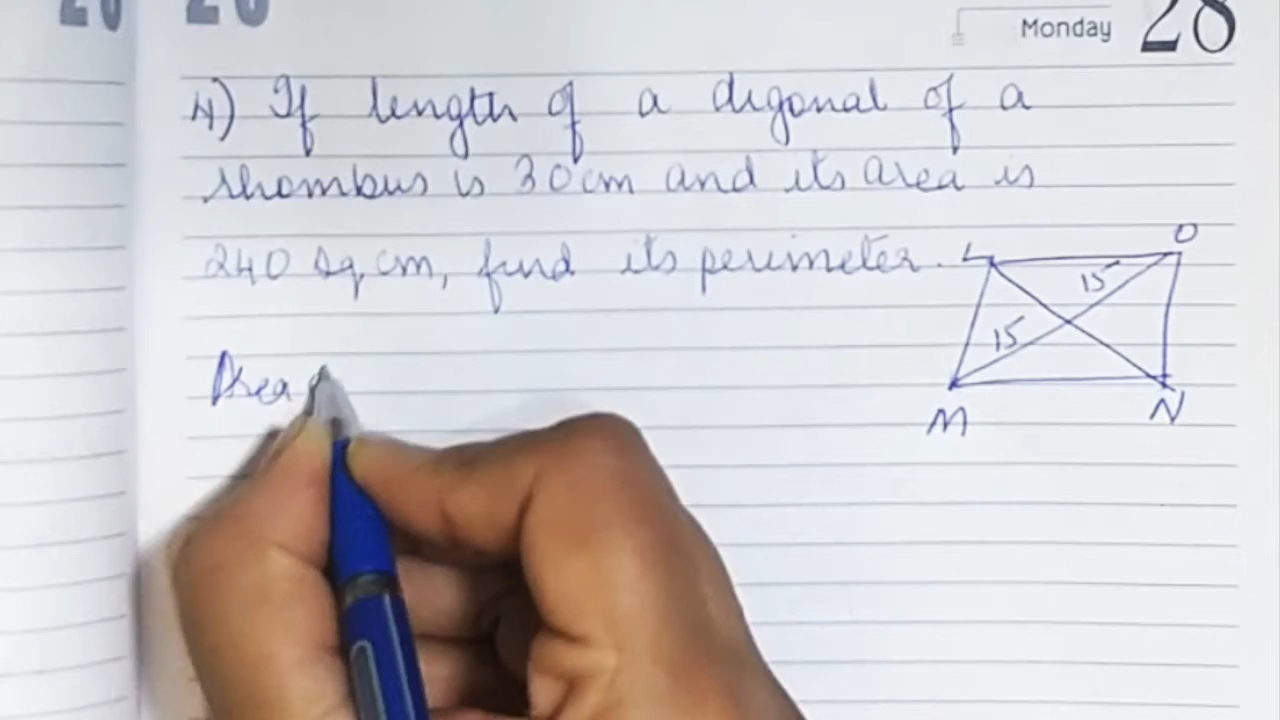 Monday 28
4) If length of a digonal of a
rhombus is 30cm and its area is
240 sq cm, find its perimeter.
L O
15
15
M N
Area